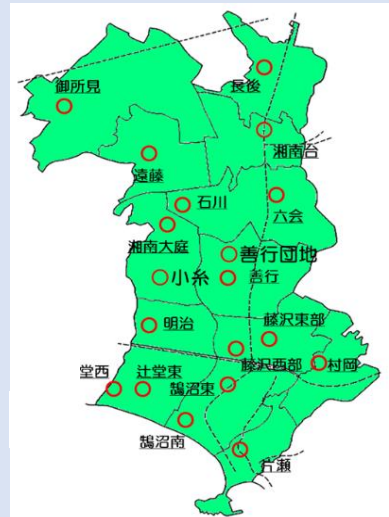 長後
御所見
湘南台
遠藤
石川
六会
湘南大庭
善行団地
小糸
善行
明治
藤沢東部
藤沢西部
村岡
辻堂西
辻堂東
鵠沼東
鵠沼南
片瀬